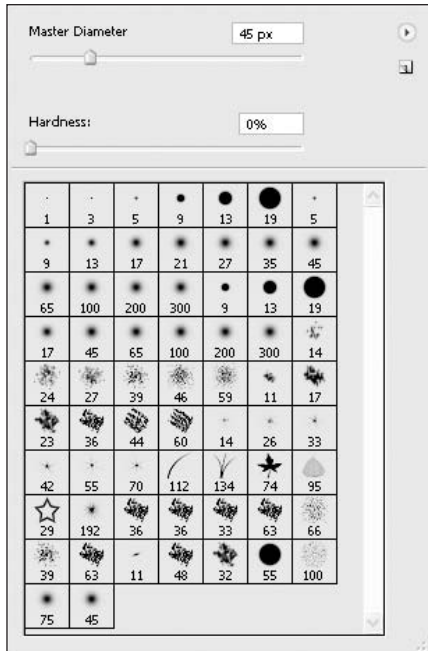 Master Diameter 45 px
Hardness: 0%
1 3 5 9 13 19 5
9 13 17 21 27 35 45
65 100 200 300 9 13 19
17 45 65 100 200 300 14
24 27 39 46 59 11 17
23 36 44 60 14 26 33
42 55 70 112 134 74 95
29 192 36 36 33 63 66
39 63 11 48 32 55 100
75 45